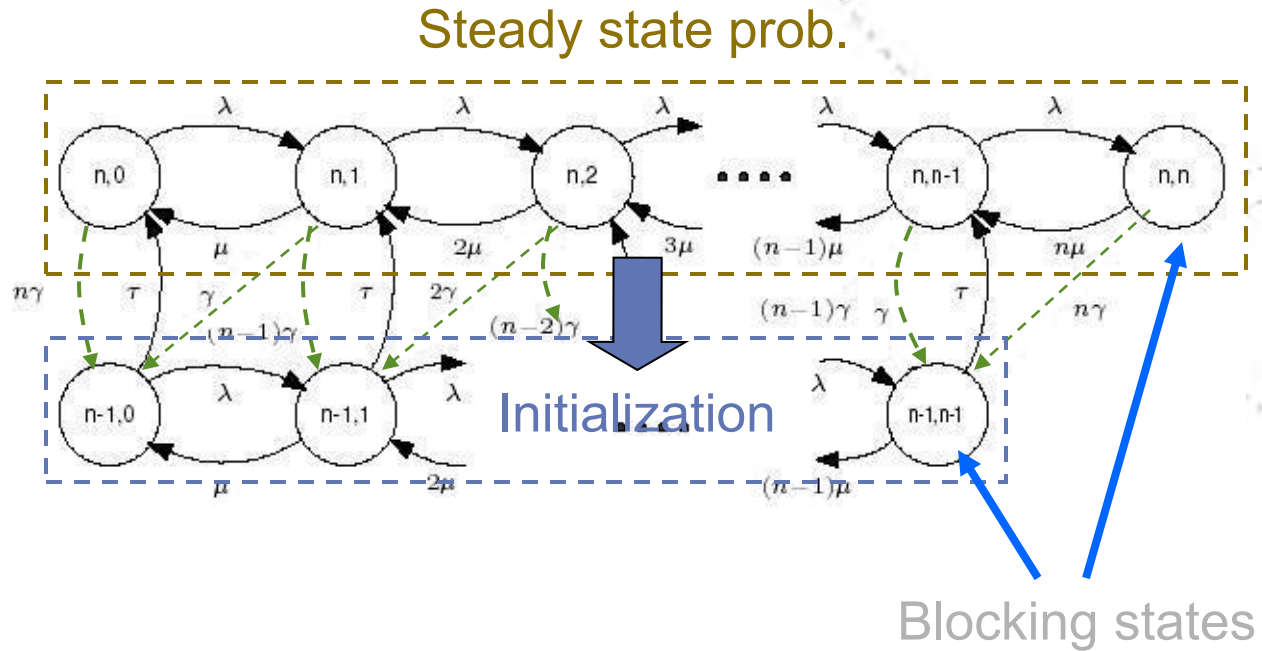 Steady state prob.
λ λ λ λ λ
n,0 n,1 n,2 n,n-1 n,n
μ 2μ 3μ (n−1)μ nμ
nγ τ γ (n−1)γ τ 2γ (n−2)γ (n−1)γ γ τ nγ
λ λ λ
n-1,0 n-1,1 Initialization n-1,n-1
μ 2μ (n−1)μ
Blocking states